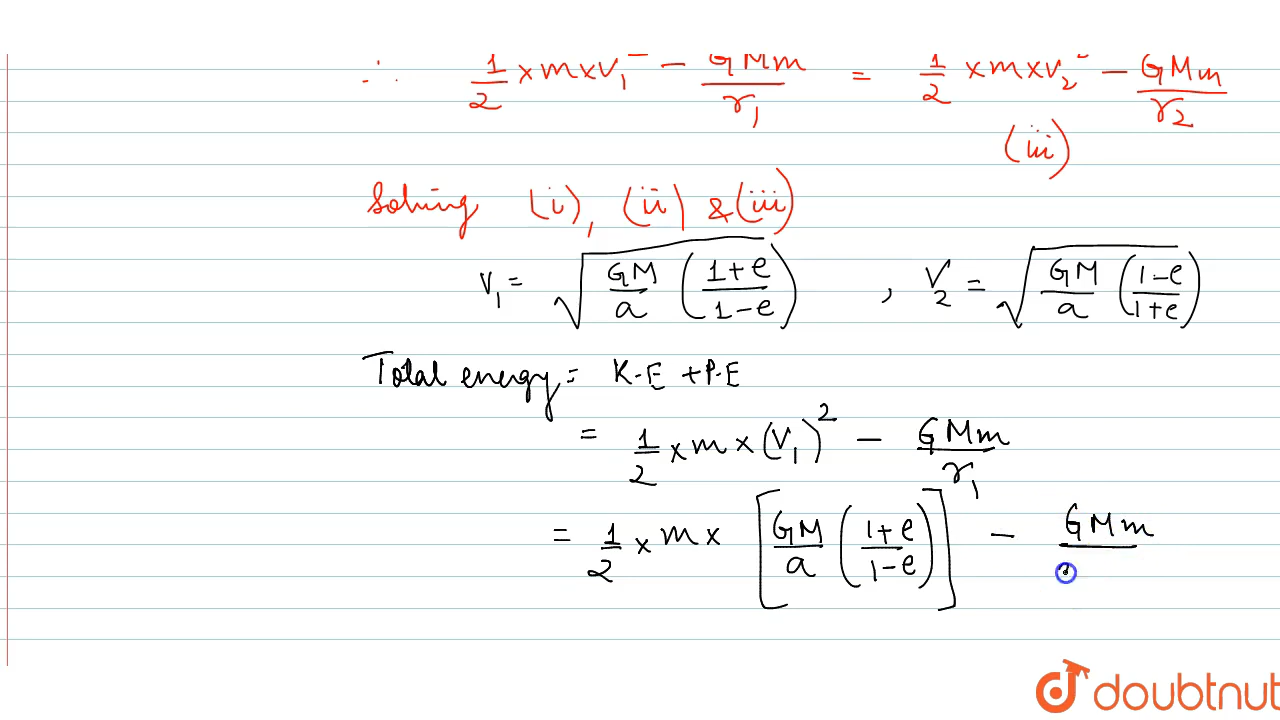 ∴ 1/2 × m × v₁² − GMm/r₁ = 1/2 × m × v₂² − GMm/r₂
(iii)
Solving (i), (ii) & (iii)
V₁ = √(GM/a ((1+e)/(1−e))) , V₂ = √(GM/a ((1−e)/(1+e)))
Total energy = K.E + P.E
= 1/2 × m × (V₁)² − GMm/r₁
= 1/2 × m × [GM/a ((1+e)/(1−e))] − GMm
doubtnut